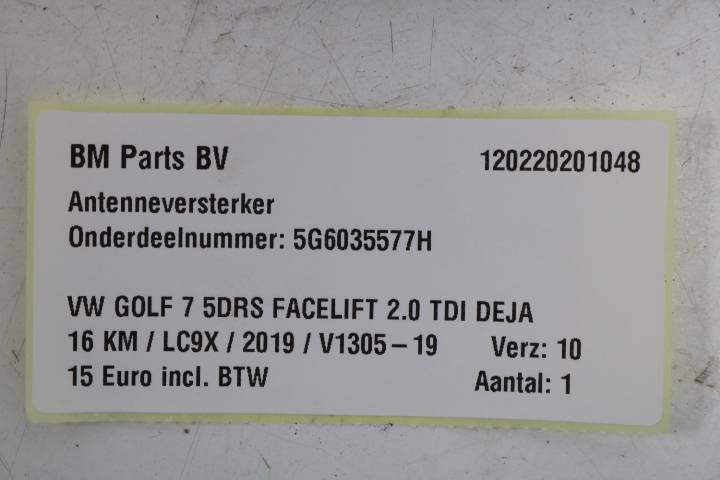 BM Parts BV 120220201048
Antenneversterker
Onderdeelnummer: 5G6035577H
VW GOLF 7 5DRS FACELIFT 2.0 TDI DEJA
16 KM / LC9X / 2019 / V1305-19 Verz: 10
15 Euro incl. BTW Aantal: 1